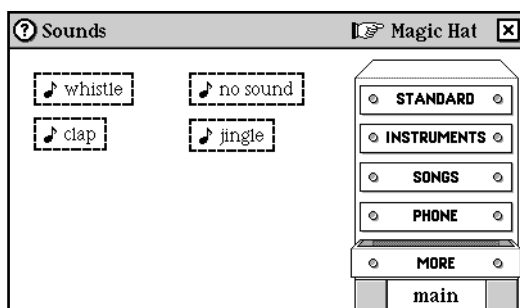 ? Sounds Magic Hat X
whistle no sound
clap jingle
STANDARD
INSTRUMENTS
SONGS
PHONE
MORE
main